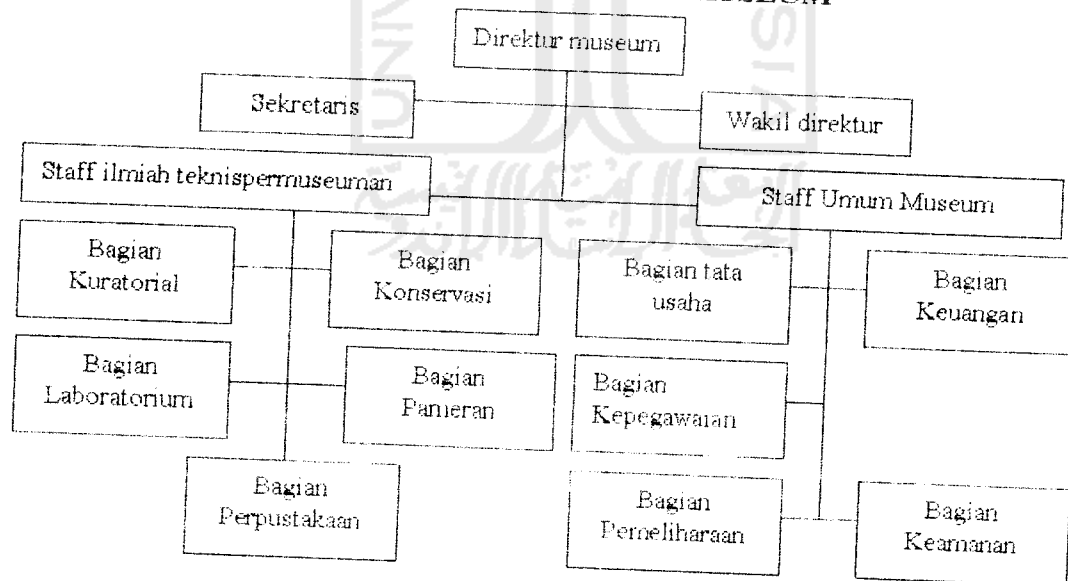 Direktur museum
Sekretaris
Wakil direktur
Staff ilmiah teknispermuseuman
Staff Umum Museum
Bagian
Kuratorial
Bagian
Konservasi
Bagian tata
usaha
Bagian
Keuangan
Bagian
Laboratorium
Bagian
Pameran
Bagian
Kepegawaian
Bagian
Perpustakaan
Bagian
Pemeliharaan
Bagian
Keamanan